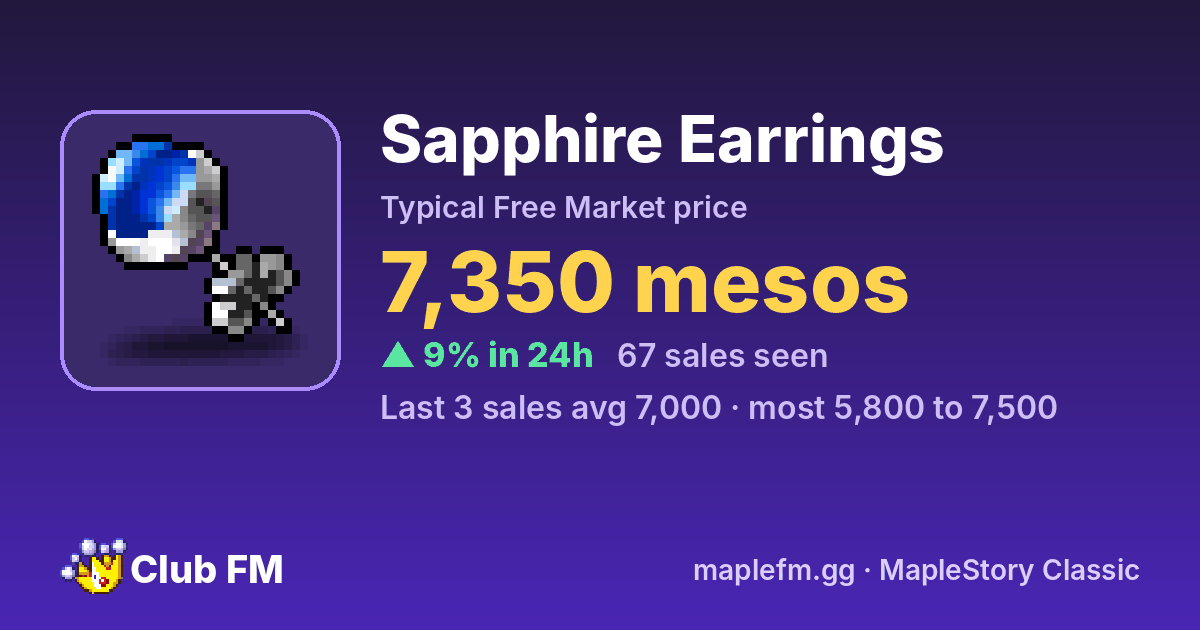 Sapphire Earrings
Typical Free Market price
7,350 mesos
▲ 9% in 24h 67 sales seen
Last 3 sales avg 7,000 · most 5,800 to 7,500
Club FM
maplefm.gg · MapleStory Classic